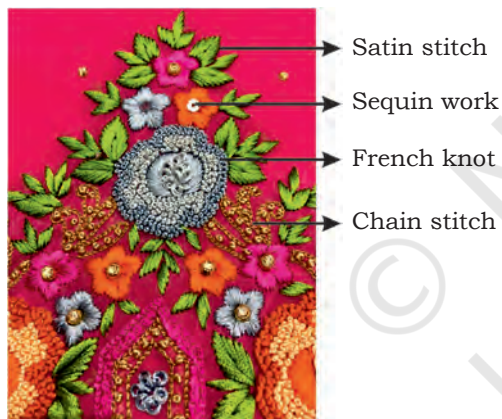 Satin stitch
Sequin work
French knot
Chain stitch
©